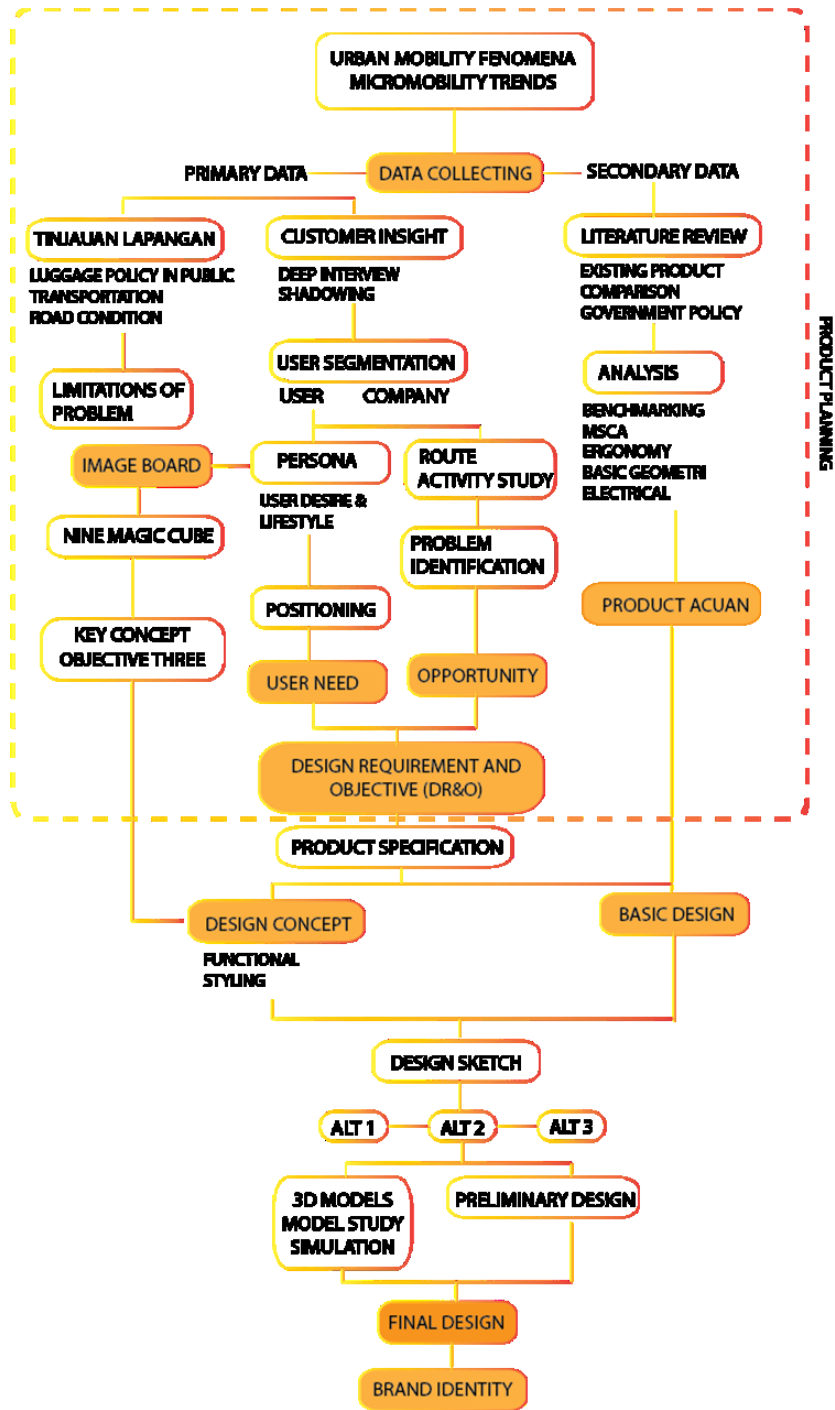 URBAN MOBILITY FENOMENA
MICROMOBILITY TRENDS
PRIMARY DATA
DATA COLLECTING
SECONDARY DATA
TINJAUAN LAPANGAN
LUGGAGE POLICY IN PUBLIC
TRANSPORTATION
ROAD CONDITION
CUSTOMER INSIGHT
DEEP INTERVIEW
SHADOWING
LITERATURE REVIEW
EXISTING PRODUCT
COMPARISON
GOVERNMENT POLICY
PRODUCT PLANNING
LIMITATIONS OF
PROBLEM
USER SEGMENTATION
USER COMPANY
ANALYSIS
BENCHMARKING
MSCA
ERGONOMY
BASIC GEOMETRI
ELECTRICAL
IMAGE BOARD
PERSONA
USER DESIRE &
LIFESTYLE
ROUTE
ACTIVITY STUDY
NINE MAGIC CUBE
PROBLEM
IDENTIFICATION
KEY CONCEPT
OBJECTIVE THREE
POSITIONING
PRODUCT ACUAN
USER NEED
OPPORTUNITY
DESIGN REQUIREMENT AND
OBJECTIVE (DR&O)
PRODUCT SPECIFICATION
DESIGN CONCEPT
FUNCTIONAL
STYLING
BASIC DESIGN
DESIGN SKETCH
ALT 1
ALT 2
ALT 3
3D MODELS
MODEL STUDY
SIMULATION
PRELIMINARY DESIGN
FINAL DESIGN
BRAND IDENTITY